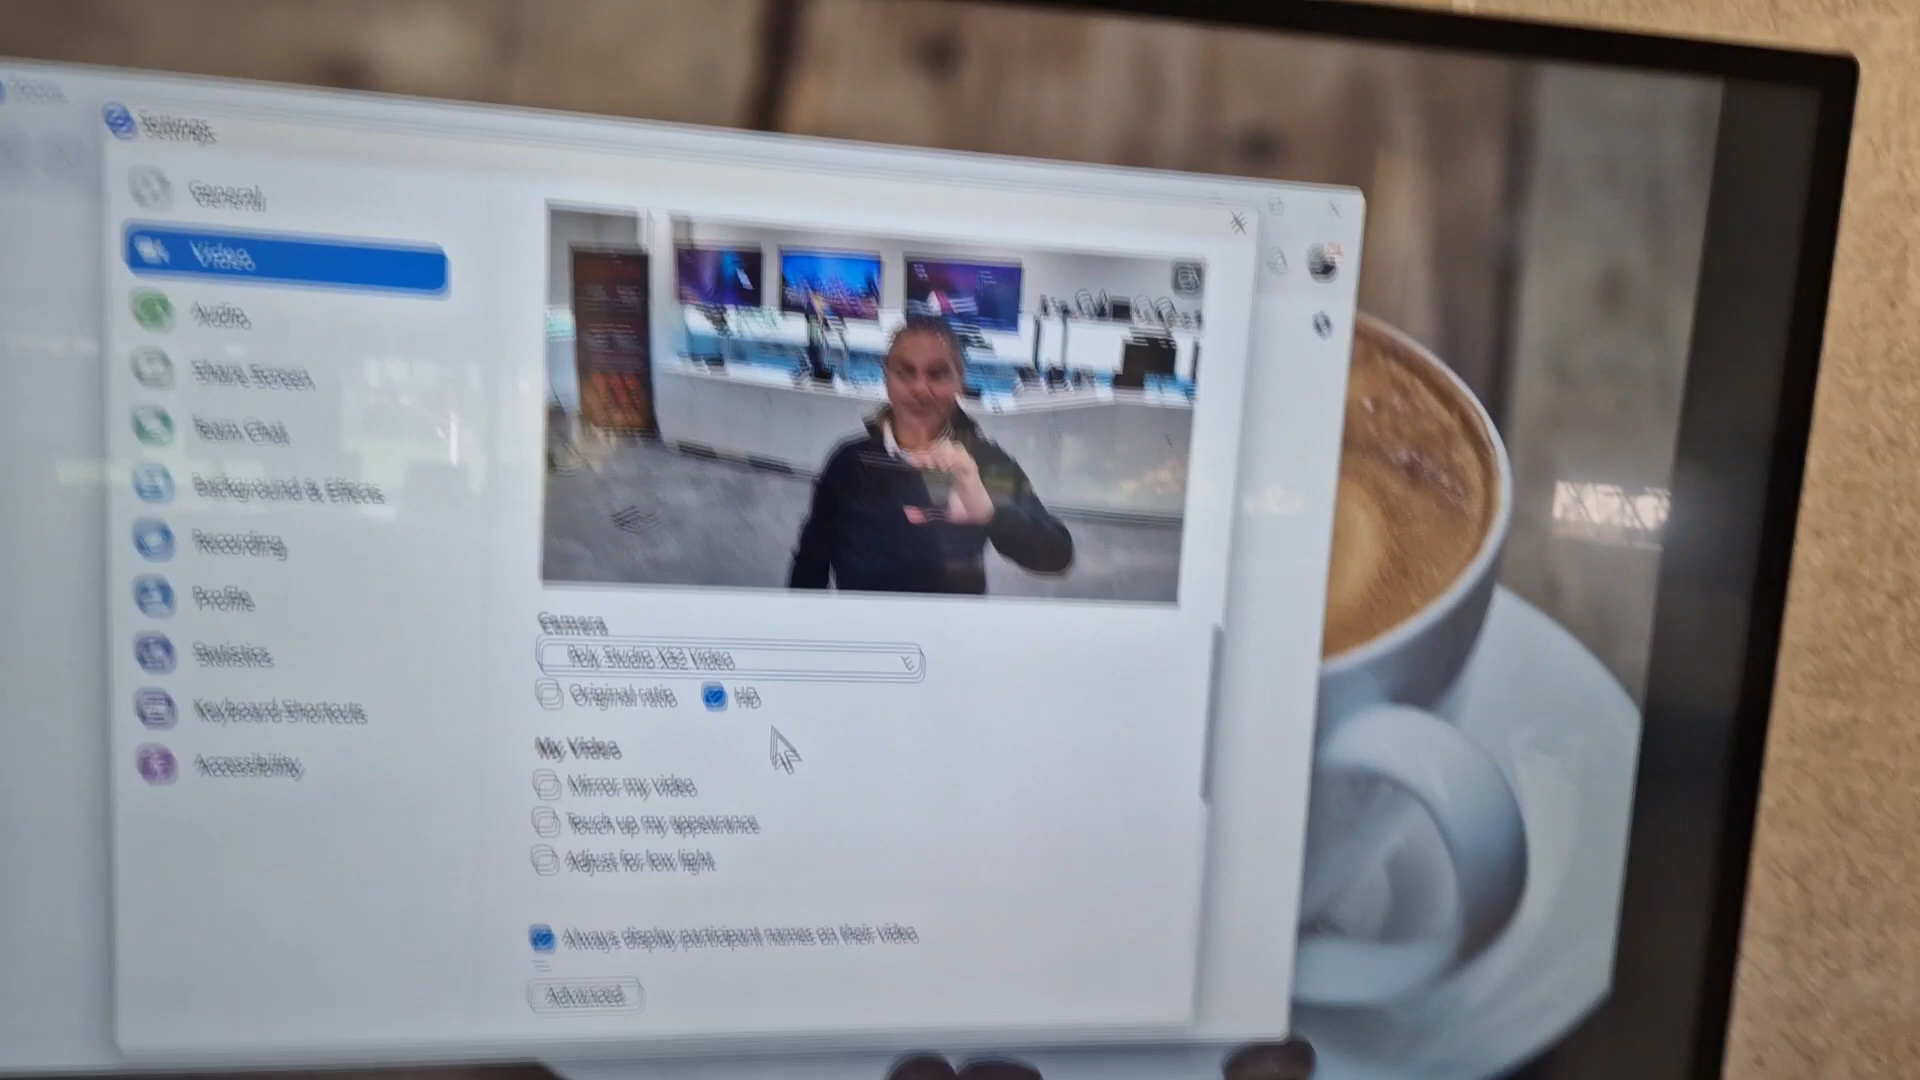 Settings
General
Video
Audio
Share Screen
Team Chat
Background & Effects
Recording
Profile
Statistics
Keyboard Shortcuts
Accessibility
Camera
Poly Studio X32 Video
Original ratio
HD
My Video
Mirror my video
Touch up my appearance
Adjust for low light
Always display participant names on their video
Advanced